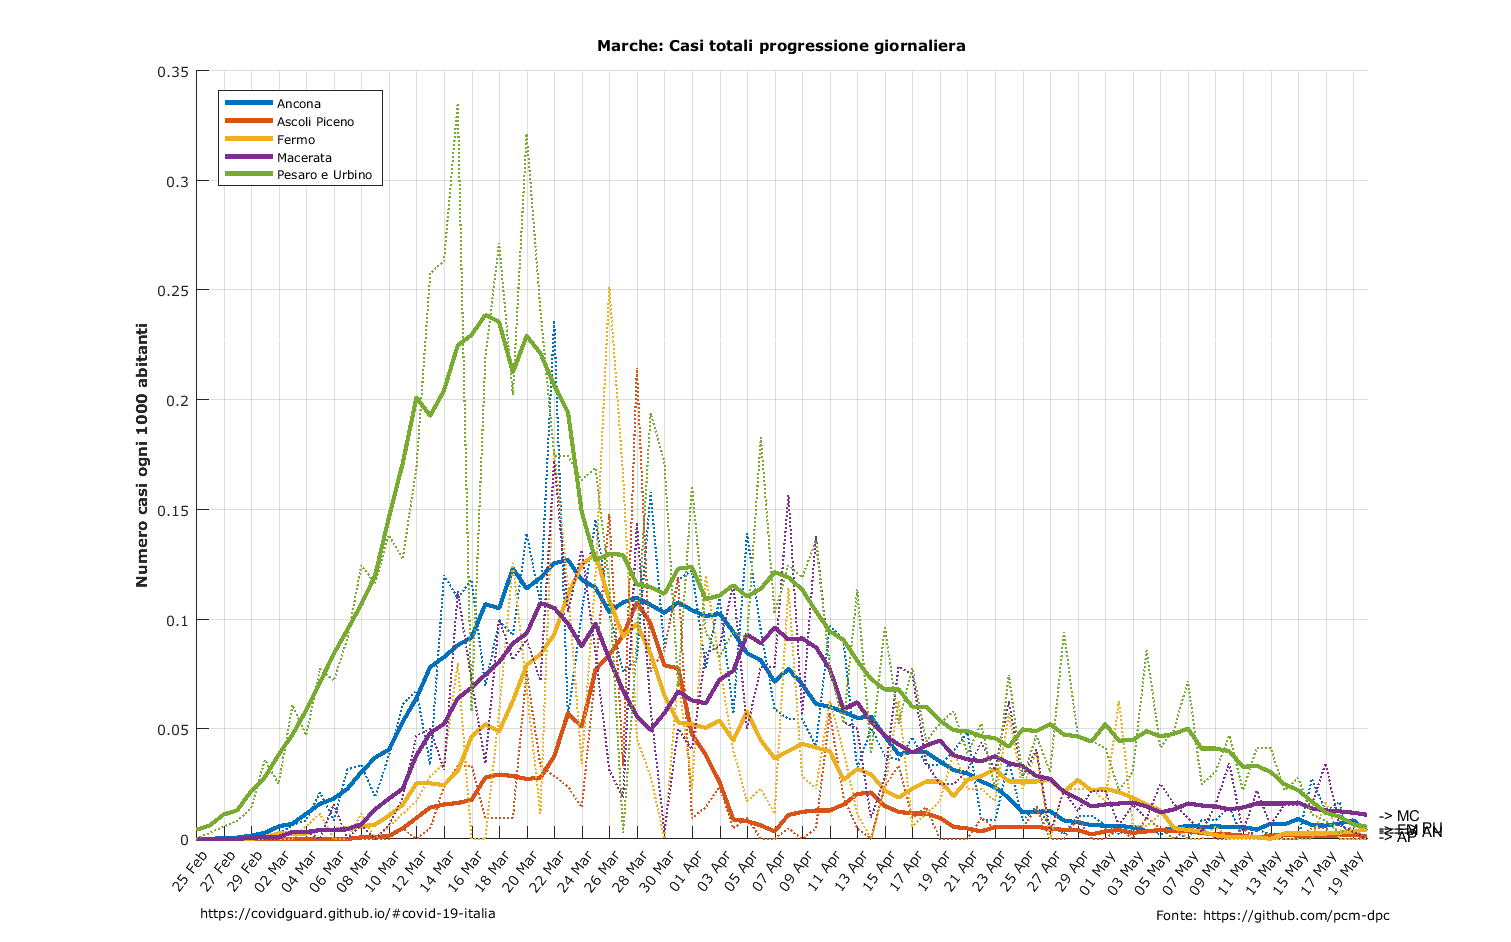 Marche: Casi totali progressione giornaliera
Numero casi ogni 1000 abitanti
0.35
0.3
0.25
0.2
0.15
0.1
0.05
0
Ancona
Ascoli Piceno
Fermo
Macerata
Pesaro e Urbino
25 Feb
27 Feb
29 Feb
02 Mar
04 Mar
06 Mar
08 Mar
10 Mar
12 Mar
14 Mar
16 Mar
18 Mar
20 Mar
22 Mar
24 Mar
26 Mar
28 Mar
30 Mar
01 Apr
03 Apr
05 Apr
07 Apr
09 Apr
11 Apr
13 Apr
15 Apr
17 Apr
19 Apr
21 Apr
23 Apr
25 Apr
27 Apr
29 Apr
01 May
03 May
05 May
07 May
09 May
11 May
13 May
15 May
17 May
19 May
-> MC
-> AP
https://covidguard.github.io/#covid-19-italia
Fonte: https://github.com/pcm-dpc